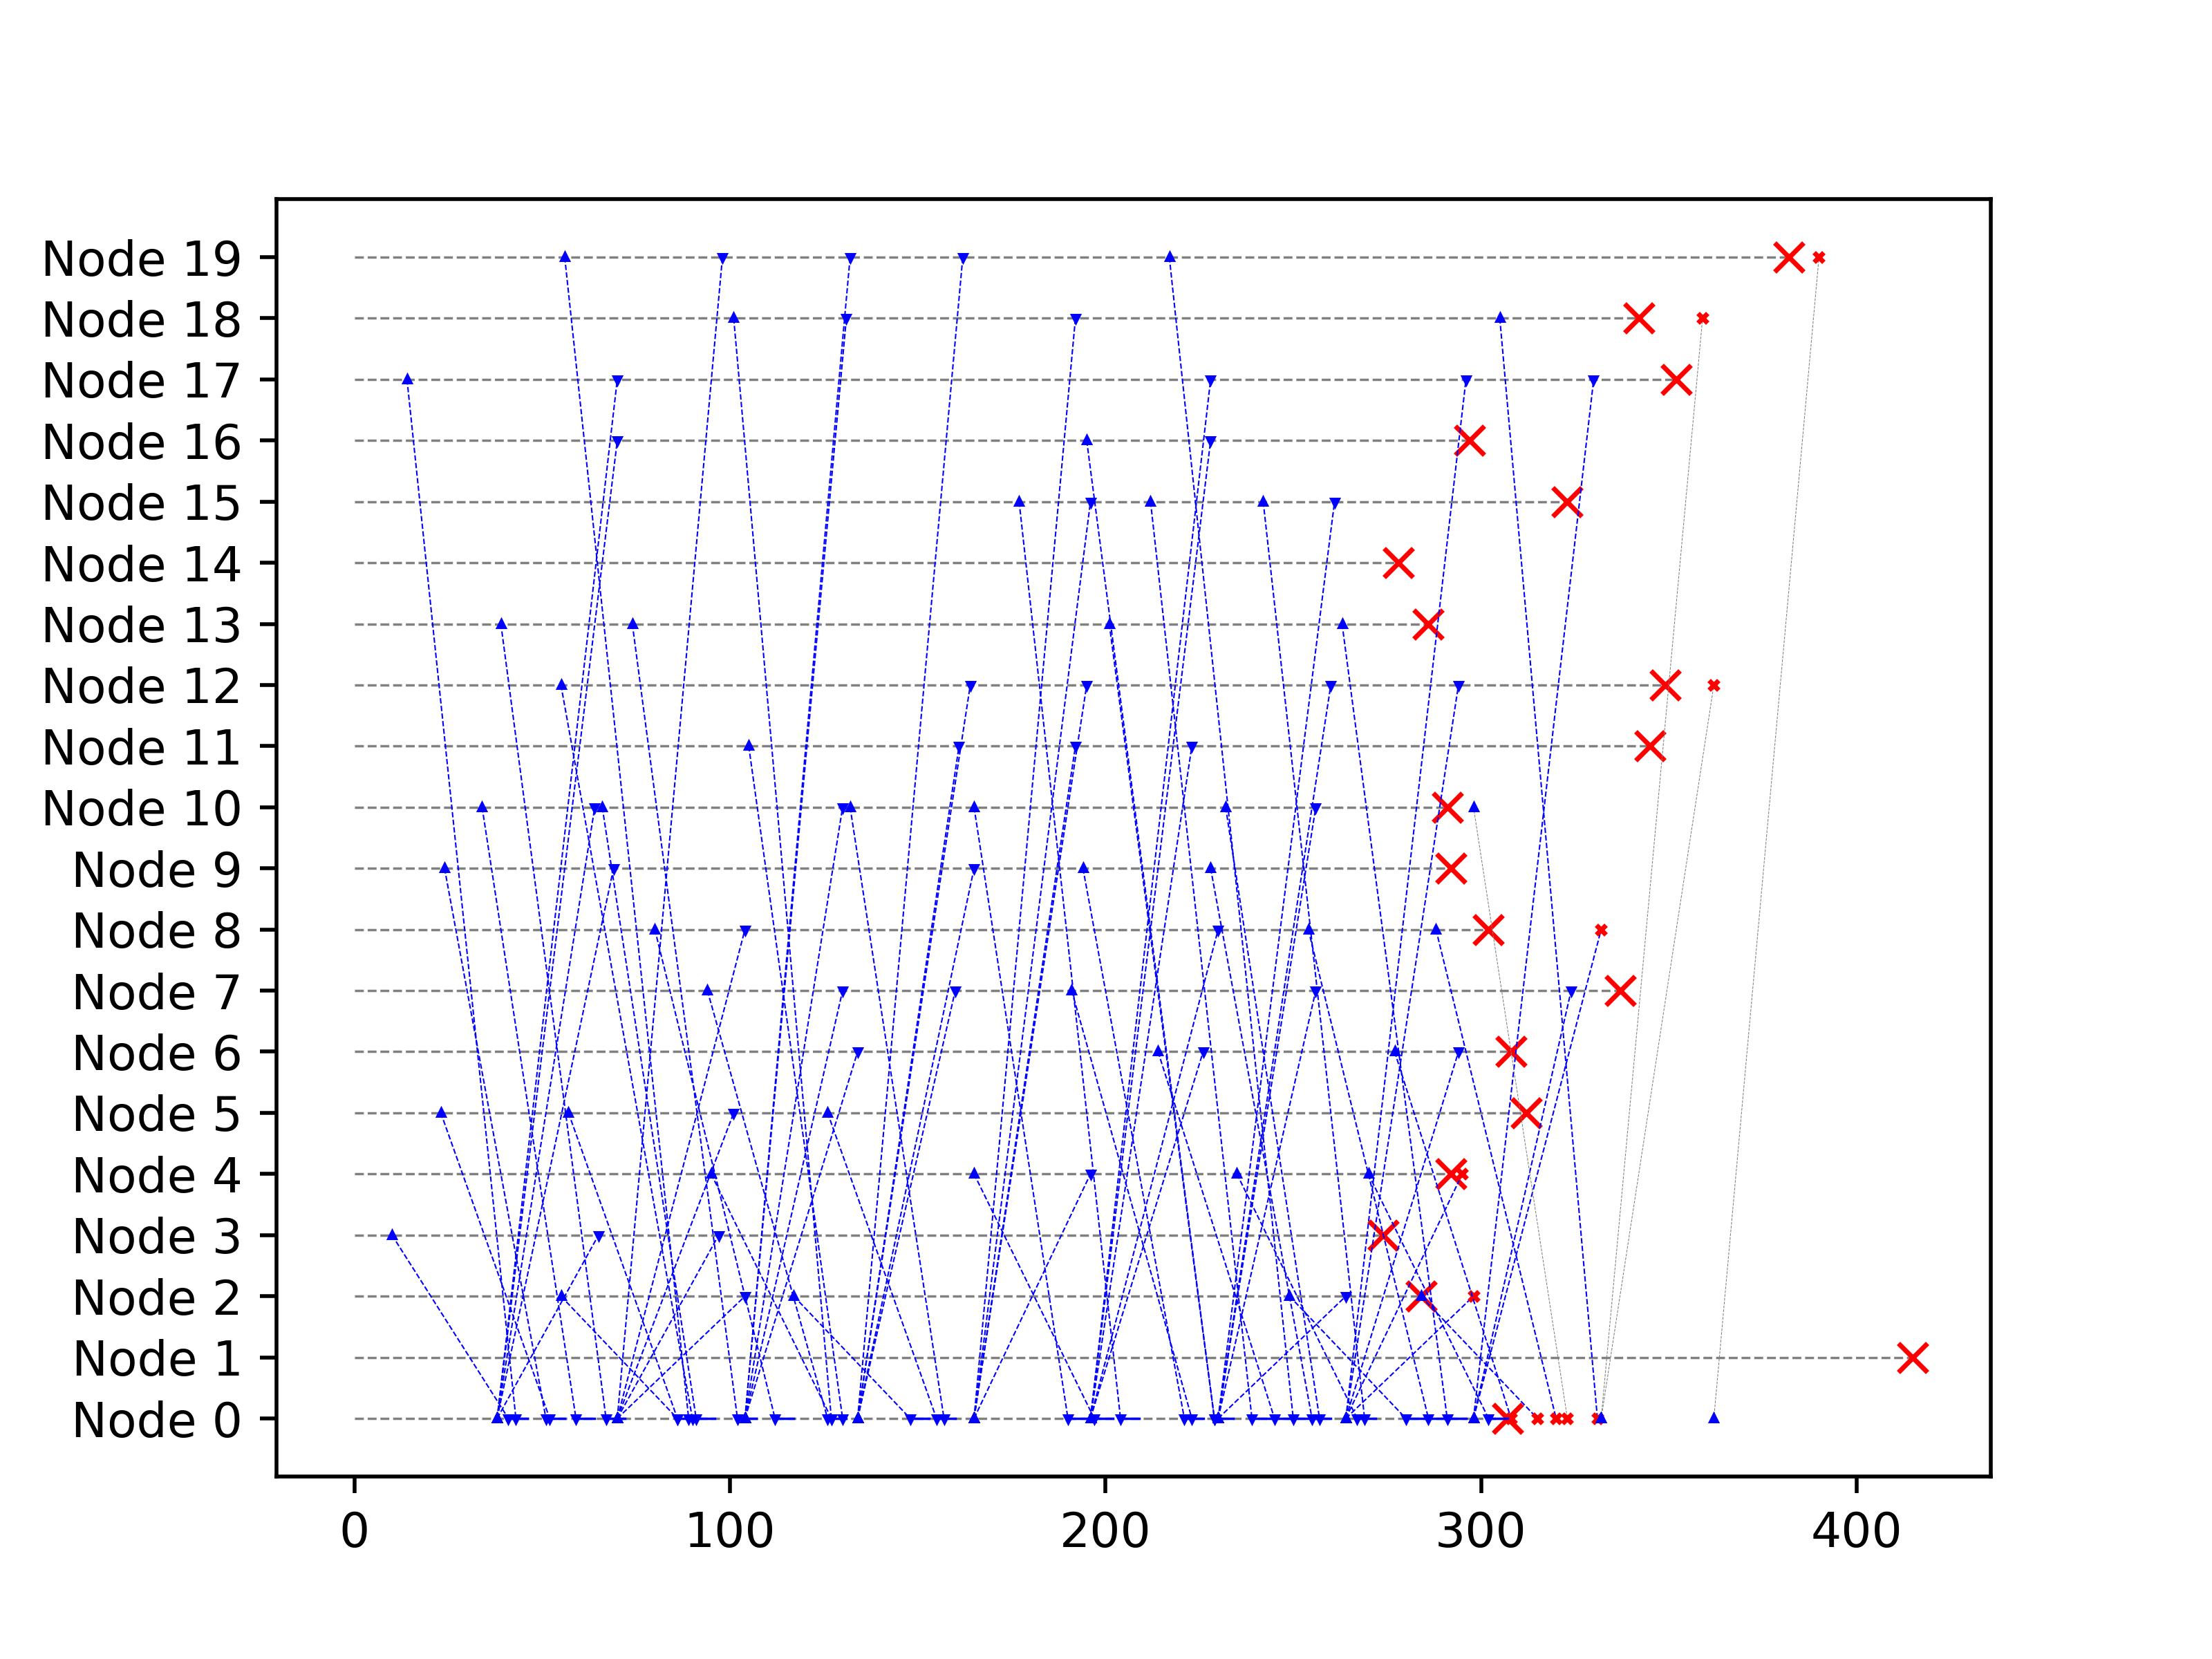 Node 19
Node 18
Node 17
Node 16
Node 15
Node 14
Node 13
Node 12
Node 11
Node 10
Node 9
Node 8
Node 7
Node 6
Node 5
Node 4
Node 3
Node 2
Node 1
Node 0
0 100 200 300 400